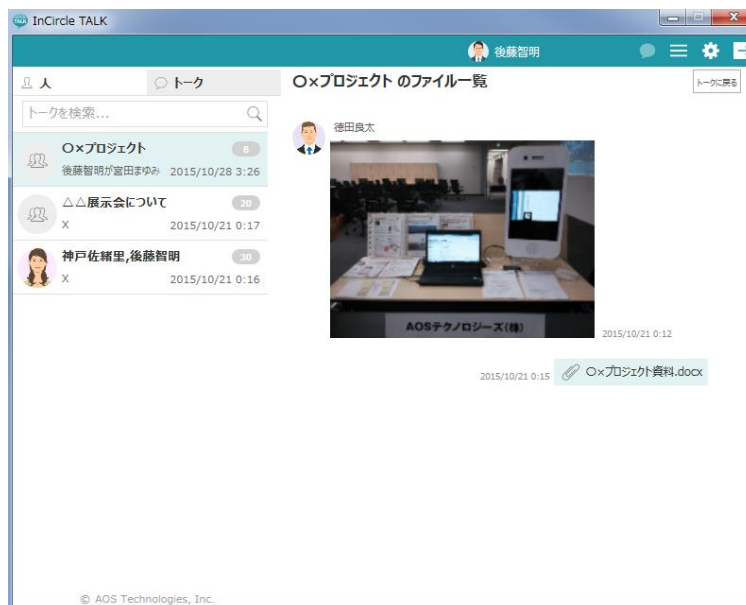 InCircle TALK
後藤智明
人
トーク
トークを検索...
〇×プロジェクト
8
後藤智明が宮田まゆみ 2015/10/28 3:26
△△展示会について
20
X
2015/10/21 0:17
神戸佐緒里,後藤智明
30
X
2015/10/21 0:16
〇×プロジェクト のファイル一覧
トークに戻る
徳田良太
AOSテクノロジーズ(株)
2015/10/21 0:12
2015/10/21 0:15
〇×プロジェクト資料.docx
© AOS Technologies, Inc.